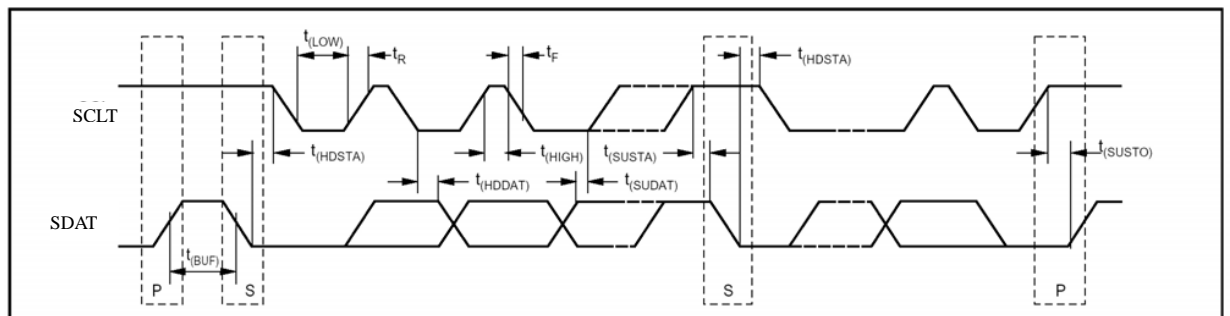 t(LOW)
tR
tF
t(HDSTA)
SCLT
t(HDSTA)
t(HIGH)
t(SUSTA)
t(SUSTO)
t(HDDAT)
t(SUDAT)
SDAT
t(BUF)
P
S
S
P